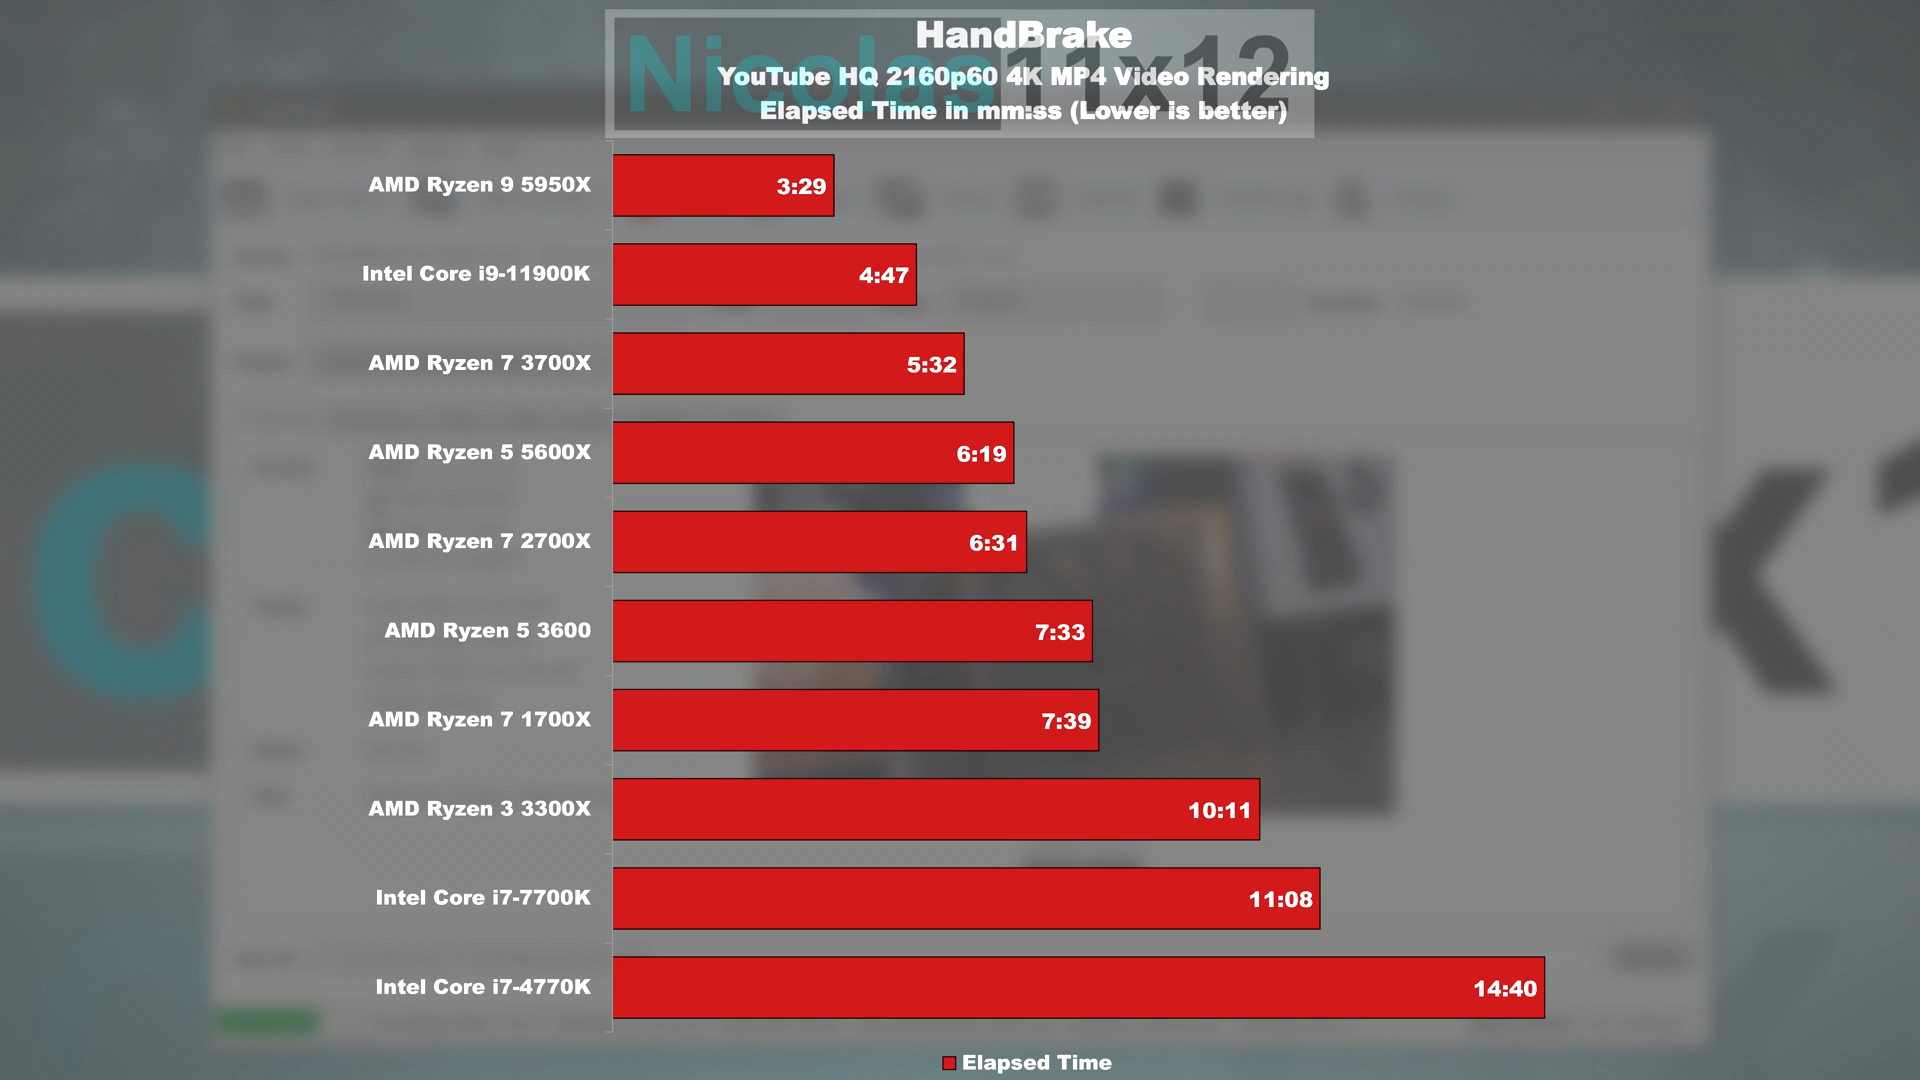 Nicolas11x12
HandBrake
YouTube HQ 2160p60 4K MP4 Video Rendering
Elapsed Time in mm:ss (Lower is better)
AMD Ryzen 9 5950X 3:29
Intel Core i9-11900K 4:47
AMD Ryzen 7 3700X 5:32
AMD Ryzen 5 5600X 6:19
AMD Ryzen 7 2700X 6:31
AMD Ryzen 5 3600 7:33
AMD Ryzen 7 1700X 7:39
AMD Ryzen 3 3300X 10:11
Intel Core i7-7700K 11:08
Intel Core i7-4770K 14:40
Elapsed Time